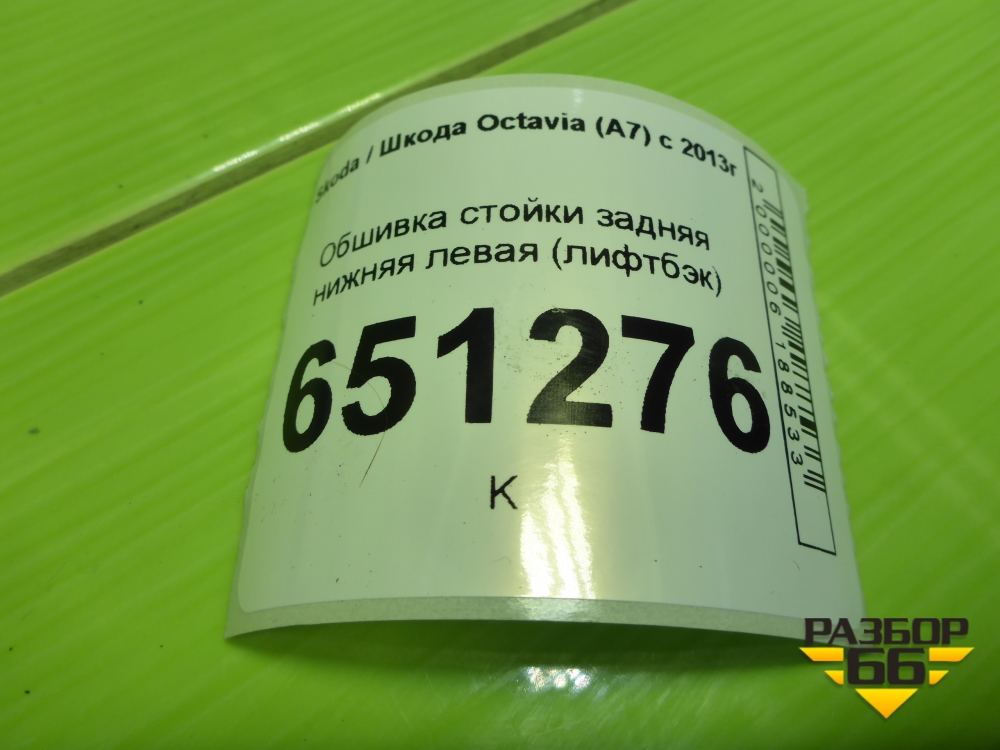 Skoda / Шкода Octavia (A7) с 2013г
Обшивка стойки задняя
нижняя левая (лифтбэк)
651276
К
2000006188533
РАЗБОР
66